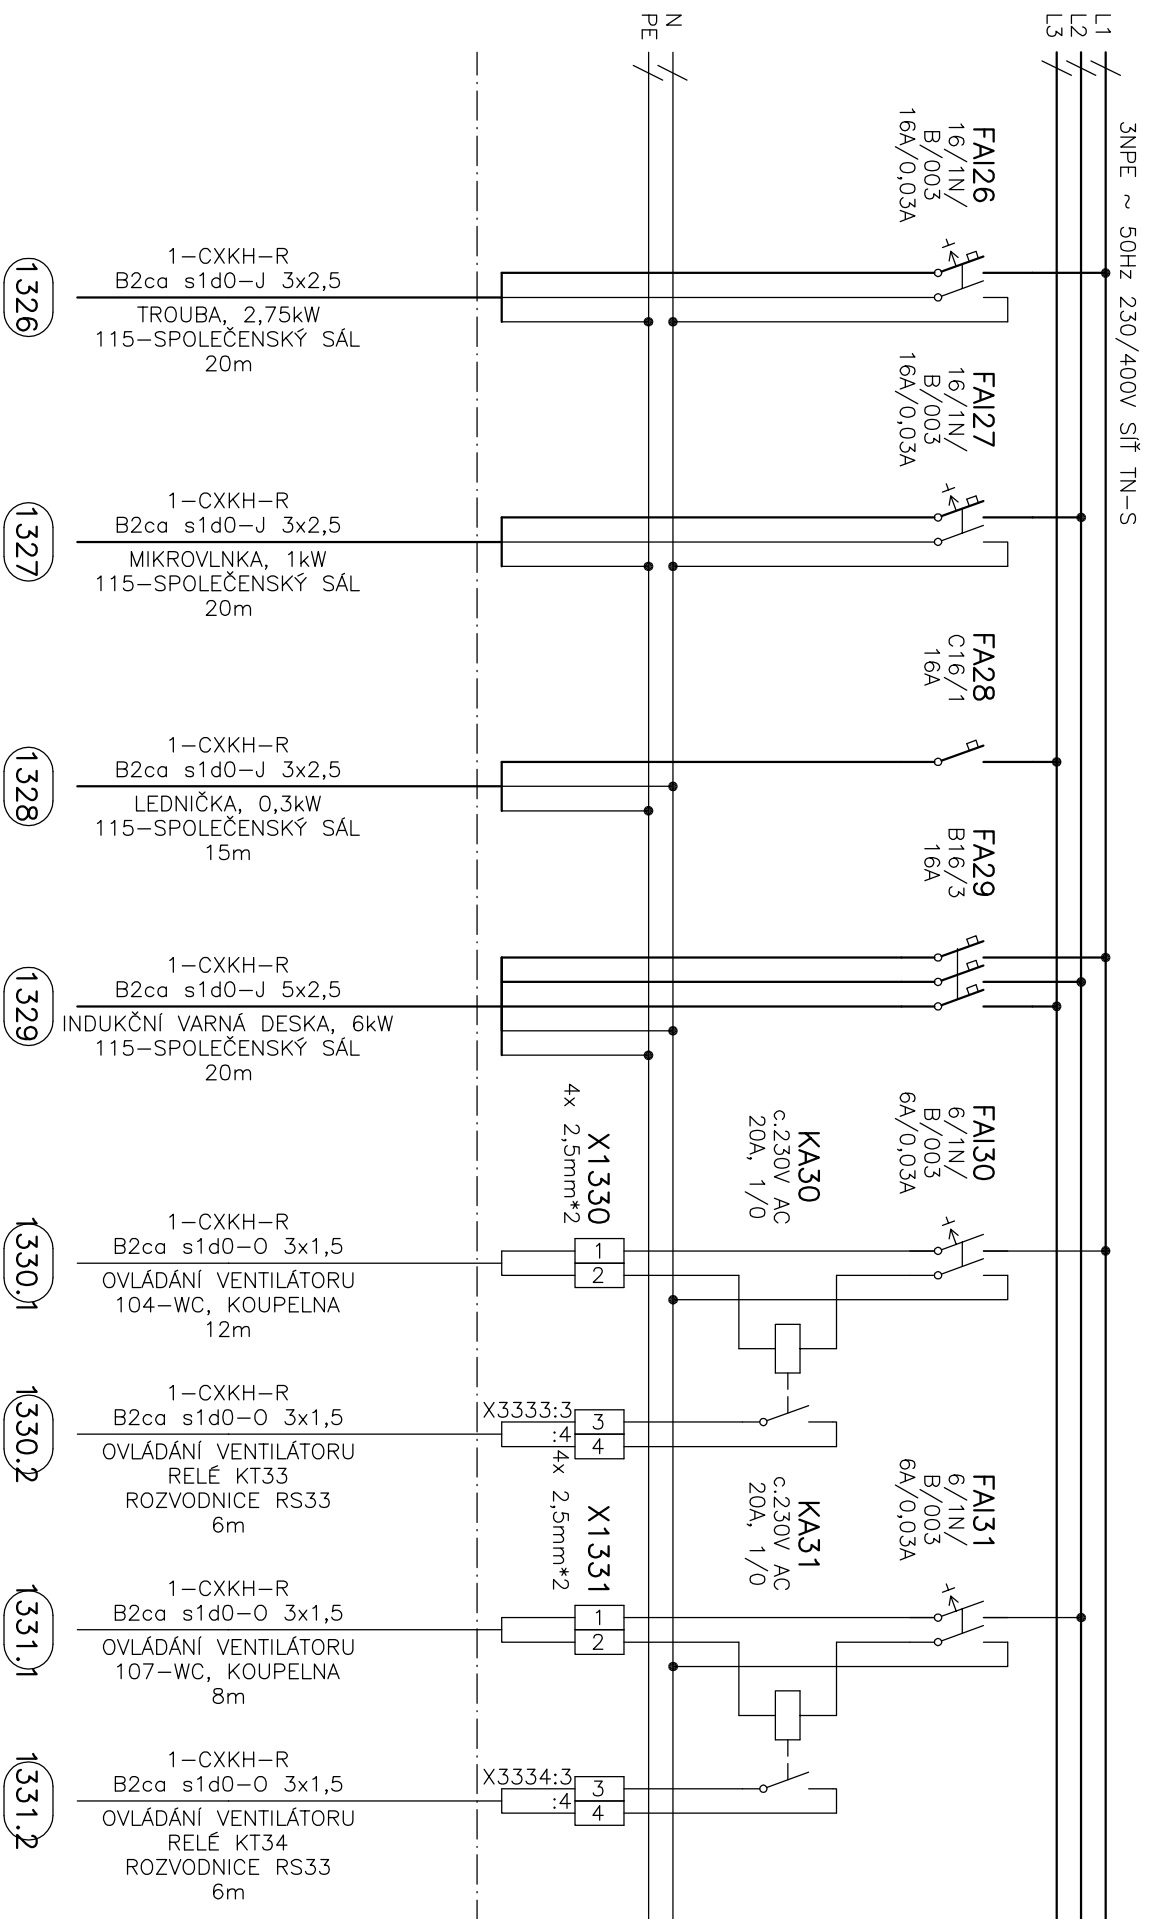 L1
L2
L3
N
PE
3NPE ~ 50Hz 230/400V SÍŤ TN-S
FAI26
16/1N/
B/003
16A/0,03A
FAI27
16/1N/
B/003
16A/0,03A
FA28
C16/1
16A
FA29
B16/3
16A
FAI30
6/1N/
B/003
6A/0,03A
KA30
c.230V AC
20A, 1/0
X1330
4x 2,5mm*2
1
2
X3333:3
:4
3
4
FAI31
6/1N/
B/003
6A/0,03A
KA31
c.230V AC
20A, 1/0
X1331
4x 2,5mm*2
1
2
X3334:3
:4
3
4
1-CXKH-R
B2ca s1d0-J 3x2,5
TROUBA, 2,75kW
115-SPOLEČENSKÝ SÁL
20m
1326
1-CXKH-R
B2ca s1d0-J 3x2,5
MIKROVLNKA, 1kW
115-SPOLEČENSKÝ SÁL
20m
1327
1-CXKH-R
B2ca s1d0-J 3x2,5
LEDNIČKA, 0,3kW
115-SPOLEČENSKÝ SÁL
15m
1328
1-CXKH-R
B2ca s1d0-J 5x2,5
INDUKČNÍ VARNÁ DESKA, 6kW
115-SPOLEČENSKÝ SÁL
20m
1329
1-CXKH-R
B2ca s1d0-O 3x1,5
OVLÁDÁNÍ VENTILÁTORU
104-WC, KOUPELNA
12m
1330.1
1-CXKH-R
B2ca s1d0-O 3x1,5
OVLÁDÁNÍ VENTILÁTORU
RELÉ KT33
ROZVODNICE RS33
6m
1330.2
1-CXKH-R
B2ca s1d0-O 3x1,5
OVLÁDÁNÍ VENTILÁTORU
107-WC, KOUPELNA
8m
1331.1
1-CXKH-R
B2ca s1d0-O 3x1,5
OVLÁDÁNÍ VENTILÁTORU
RELÉ KT34
ROZVODNICE RS33
6m
1331.2